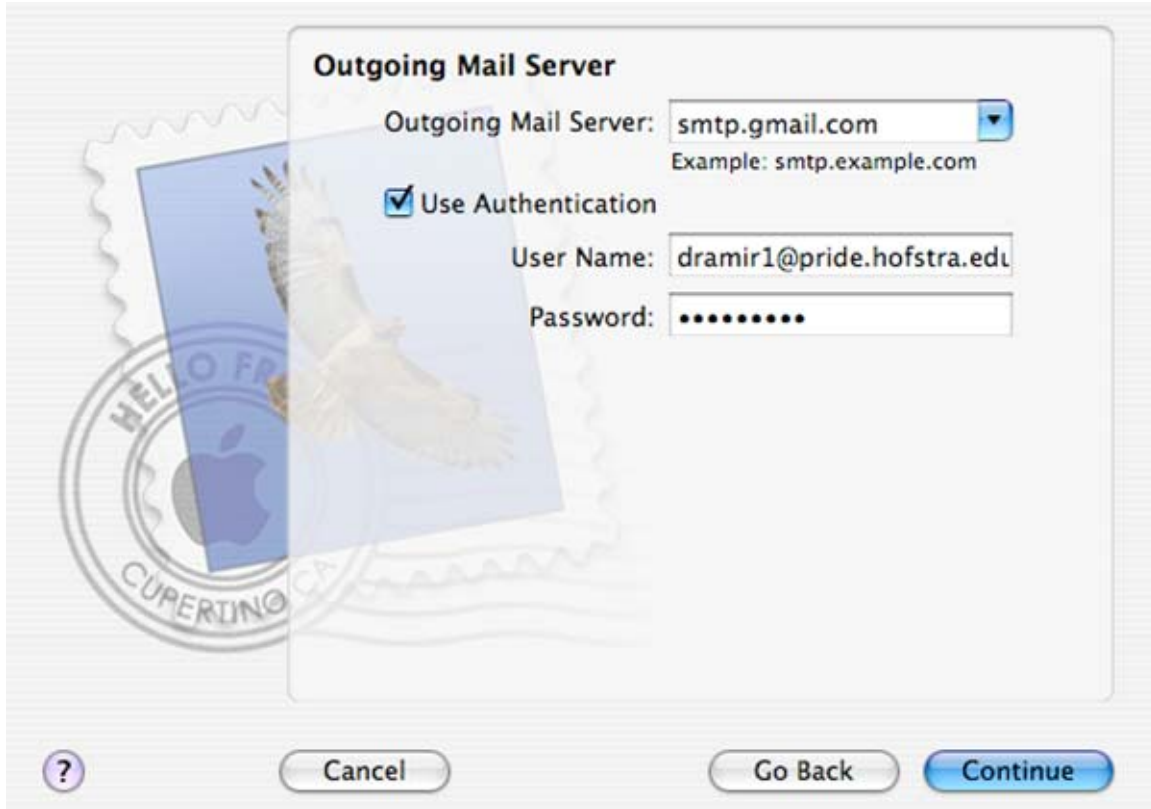 Outgoing Mail Server
Outgoing Mail Server: smtp.gmail.com
Example: smtp.example.com
Use Authentication
User Name: dramir1@pride.hofstra.edu
Password: •••••••••
HELLO FR
CUPERTINO CA
? Cancel Go Back Continue